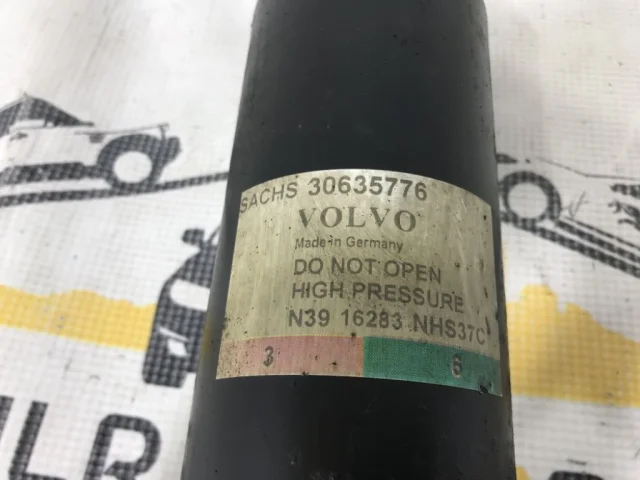 SACHS 30635776
VOLVO
Made in Germany
DO NOT OPEN
HIGH PRESSURE
N39 16283 NHS37C
3 6